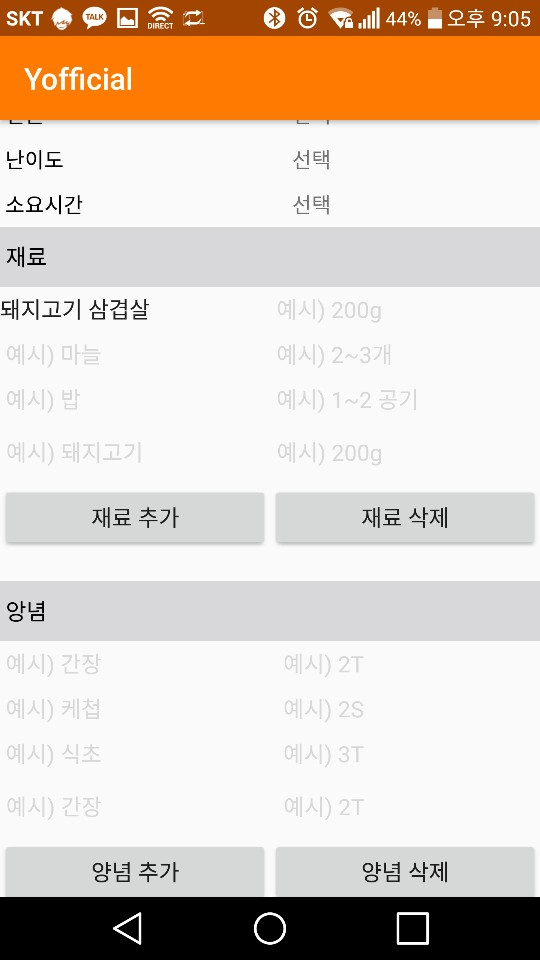 SKT TALK DIRECT 44% 오후 9:05
Yofficial
난이도 선택
소요시간 선택
재료
돼지고기 삼겹살 예시) 200g
예시) 마늘 예시) 2~3개
예시) 밥 예시) 1~2 공기
예시) 돼지고기 예시) 200g
재료 추가 재료 삭제
앙념
예시) 간장 예시) 2T
예시) 케첩 예시) 2S
예시) 식초 예시) 3T
예시) 간장 예시) 2T
양념 추가 양념 삭제